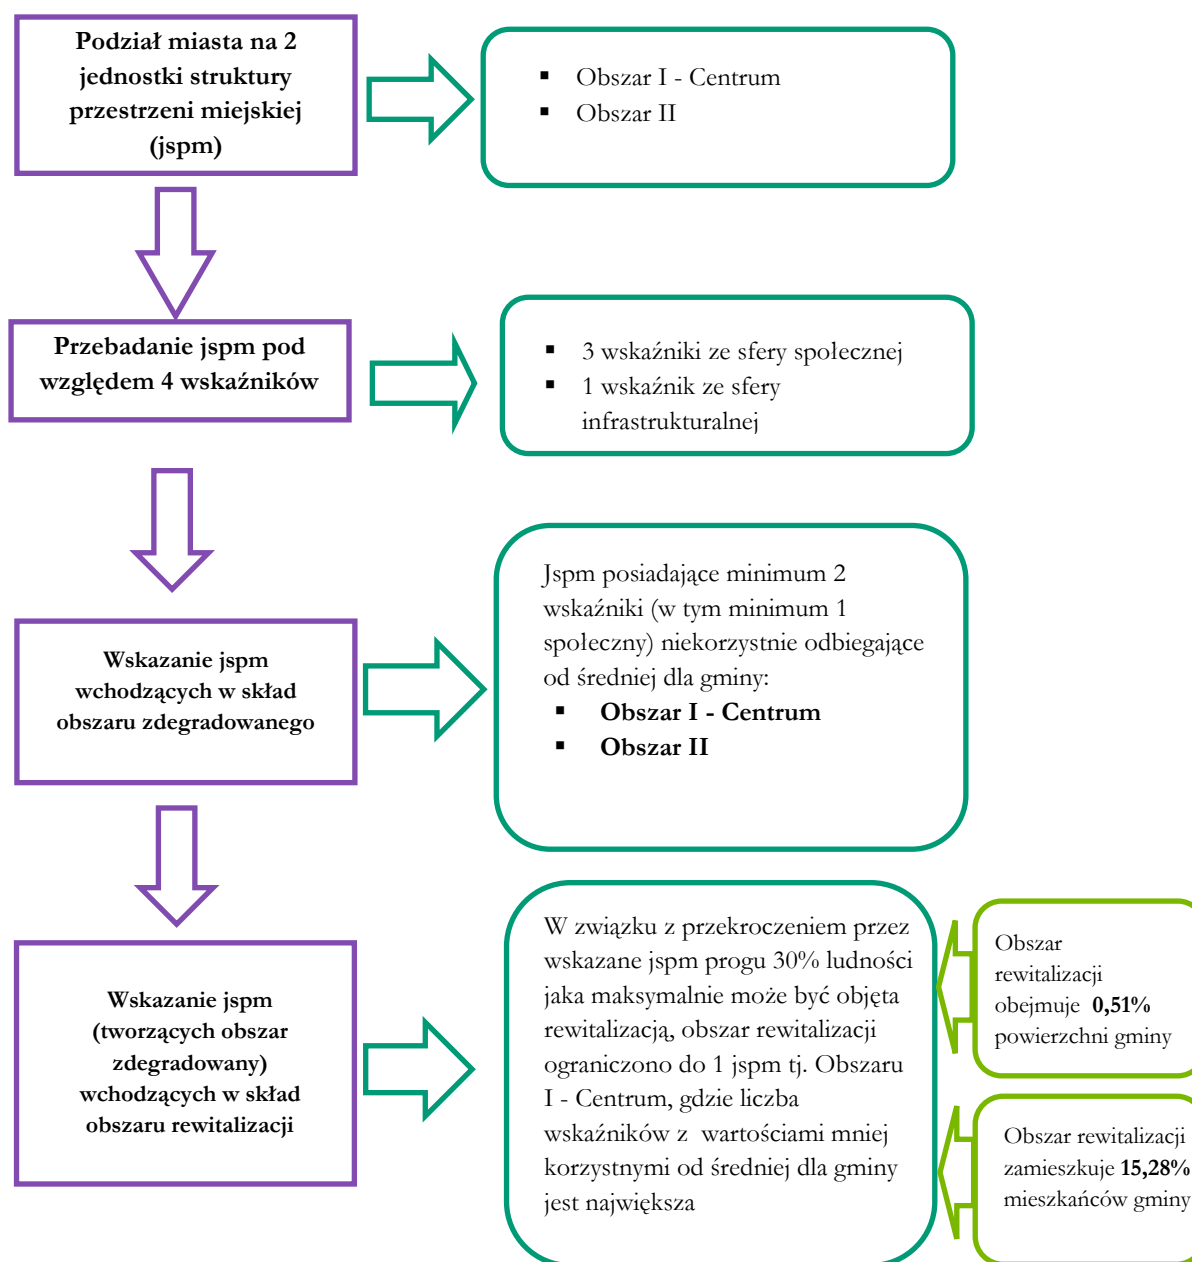 Podział miasta na 2
jednostki struktury
przestrzeni miejskiej
(jspm)
▪ Obszar I - Centrum
▪ Obszar II
Przebadanie jspm pod
względem 4 wskaźników
▪ 3 wskaźniki ze sfery społecznej
▪ 1 wskaźnik ze sfery
infrastrukturalnej
Wskazanie jspm
wchodzących w skład
obszaru zdegradowanego
Jspm posiadające minimum 2
wskaźniki (w tym minimum 1
społeczny) niekorzystnie odbiegające
od średniej dla gminy:
▪ Obszar I - Centrum
▪ Obszar II
Wskazanie jspm
(tworzących obszar
zdegradowany)
wchodzących w skład
obszaru rewitalizacji
W związku z przekroczeniem przez
wskazane jspm progu 30% ludności
jaka maksymalnie może być objęta
rewitalizacją, obszar rewitalizacji
ograniczono do 1 jspm tj. Obszaru
I - Centrum, gdzie liczba
wskaźników z wartościami mniej
korzystnymi od średniej dla gminy
jest największa
Obszar
rewitalizacji
obejmuje 0,51%
powierzchni gminy
Obszar rewitalizacji
zamieszkuje 15,28%
mieszkańców gminy